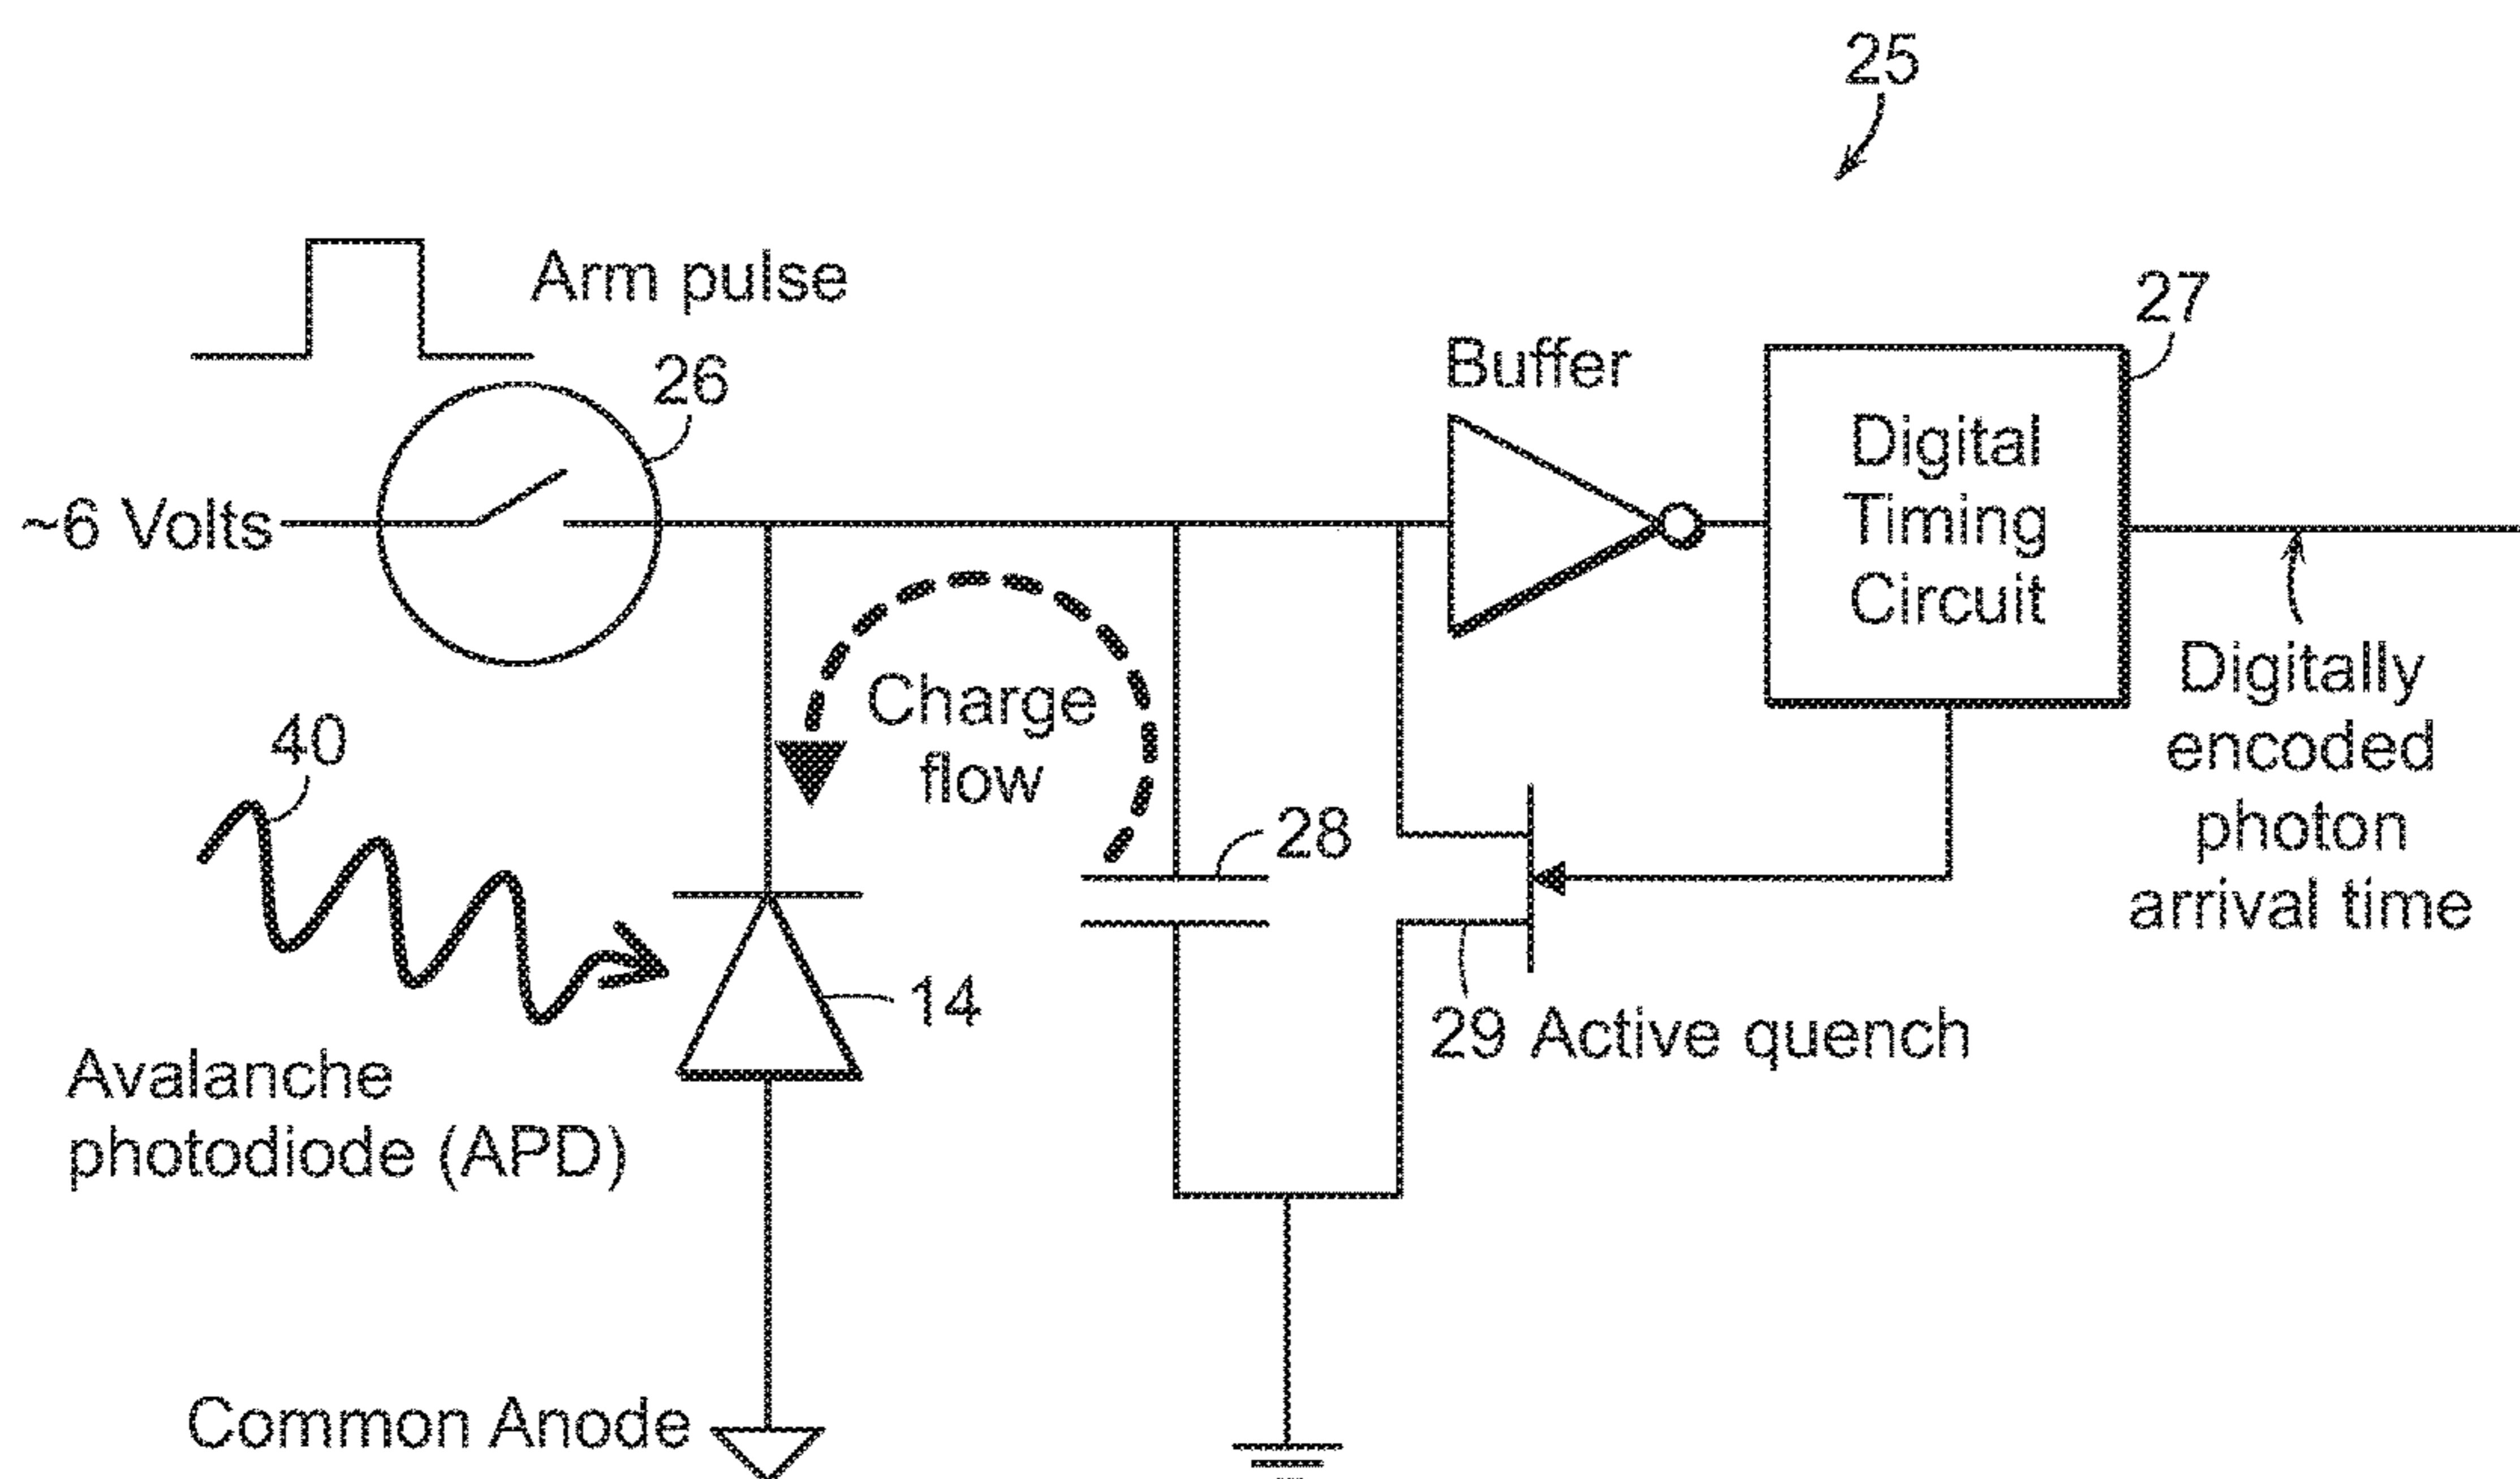 25
Arm pulse
26
27
Buffer
~6 Volts
Digital
Timing
Circuit
Charge
flow
40
28
Digitally
encoded
photon
arrival time
14
29 Active quench
Avalanche
photodiode (APD)
Common Anode